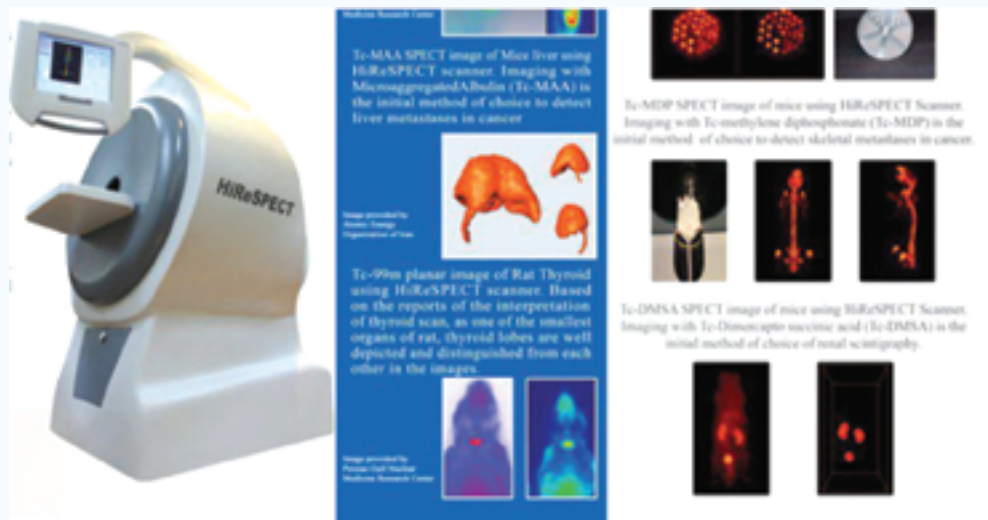 HiReSPECT
Medicine Research Center
Tc-MAA SPECT image of Mice liver using
HiReSPECT scanner. Imaging with
MicroaggregatedAlbulin (Tc-MAA) is
the initial method of choice to detect
liver metastases in cancer
Image provided by
Atomic Energy
Organization of Iran
Tc-99m planar image of Rat Thyroid
using HiReSPECT scanner. Based
on the reports of the interpretation
of thyroid scan, as one of the smallest
organs of rat, thyroid lobes are well
depicted and distinguished from each
other in the images.
Image provided by
Persian Gulf Nuclear
Medicine Research Center
Tc-MDP SPECT image of mice using HiReSPECT Scanner.
Imaging with Tc-methylene diphosphonate (Tc-MDP) is the
initial method of choice to detect skeletal metastases in cancer.
Tc-DMSA SPECT image of mice using HiReSPECT Scanner.
Imaging with Tc-Dimercapto succinic acid (Tc-DMSA) is the
initial method of choice of renal scintigraphy.